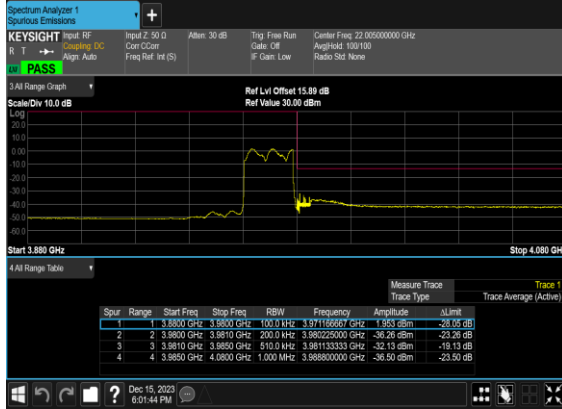 Spectrum Analyzer 1
Spurious Emissions
+
KEYSIGHT Input: RF Input Z: 50 Ω Atten: 30 dB Trig: Free Run Center Freq: 22.005000000 GHz
R T Coupling: DC Corr CCorr Gate: Off Avg|Hold: 100/100
Align: Auto Freq Ref: Int (S) IF Gain: Low Radio Std: None
PASS
3 All Range Graph
Ref Lvl Offset 15.89 dB
Scale/Div 10.0 dB Ref Value 30.00 dBm
Log
20.0
10.0
0.00
-10.0
-20.0
-30.0
-40.0
-50.0
-60.0
Start 3.880 GHz Stop 4.080 GH
4 All Range Table
Measure Trace Trace 1
Trace Type Trace Average (Active)
Spur Range Start Freq Stop Freq RBW Frequency Amplitude ΔLimit
1 1 3.8800 GHz 3.9800 GHz 100.0 kHz 3.971166667 GHz 1.953 dBm -28.05 dB
2 2 3.9800 GHz 3.9810 GHz 200.0 kHz 3.980225000 GHz -36.26 dBm -23.26 dB
3 3 3.9810 GHz 3.9850 GHz 510.0 kHz 3.981133333 GHz -32.13 dBm -19.13 dB
4 4 3.9850 GHz 4.0800 GHz 1.000 MHz 3.988800000 GHz -36.50 dBm -23.50 dB
? Dec 15, 2023
6:01:44 PM